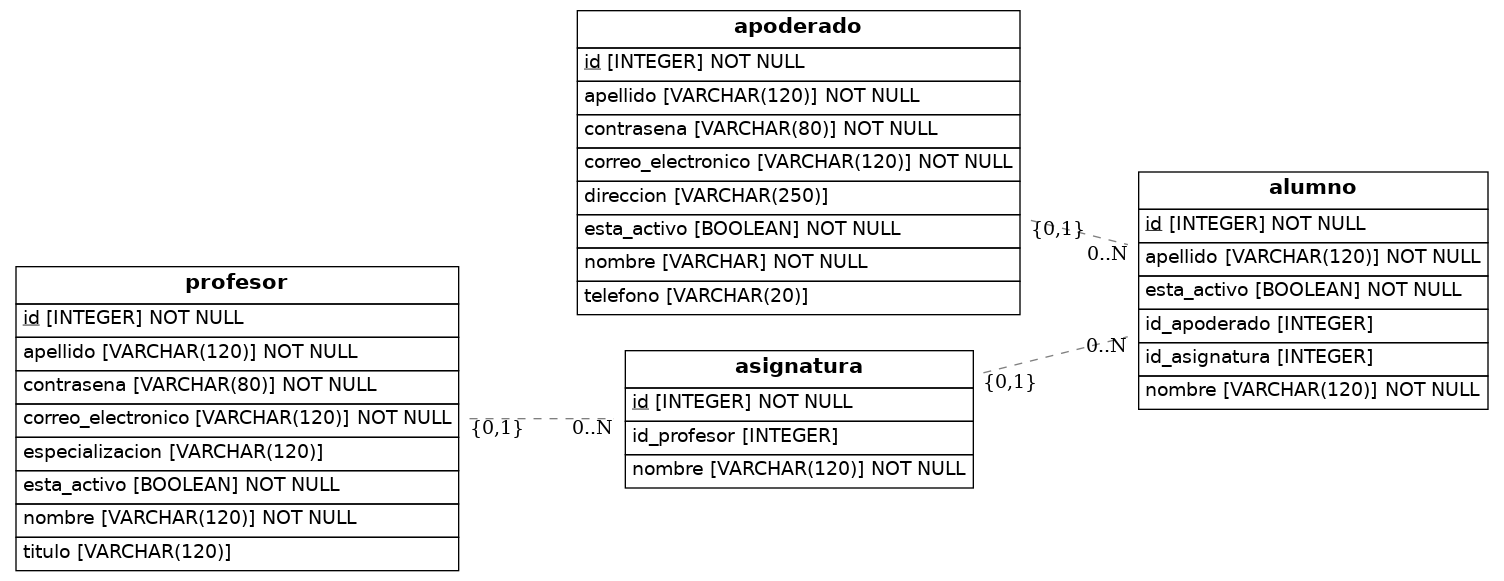 apoderado
id [INTEGER] NOT NULL
apellido [VARCHAR(120)] NOT NULL
contrasena [VARCHAR(80)] NOT NULL
correo_electronico [VARCHAR(120)] NOT NULL
direccion [VARCHAR(250)]
esta_activo [BOOLEAN] NOT NULL
nombre [VARCHAR] NOT NULL
telefono [VARCHAR(20)]
{0,1}
0..N
alumno
id [INTEGER] NOT NULL
apellido [VARCHAR(120)] NOT NULL
esta_activo [BOOLEAN] NOT NULL
id_apoderado [INTEGER]
id_asignatura [INTEGER]
nombre [VARCHAR(120)] NOT NULL
profesor
id [INTEGER] NOT NULL
apellido [VARCHAR(120)] NOT NULL
contrasena [VARCHAR(80)] NOT NULL
correo_electronico [VARCHAR(120)] NOT NULL
especializacion [VARCHAR(120)]
esta_activo [BOOLEAN] NOT NULL
nombre [VARCHAR(120)] NOT NULL
titulo [VARCHAR(120)]
{0,1}
0..N
asignatura
id [INTEGER] NOT NULL
id_profesor [INTEGER]
nombre [VARCHAR(120)] NOT NULL
0..N
{0,1}